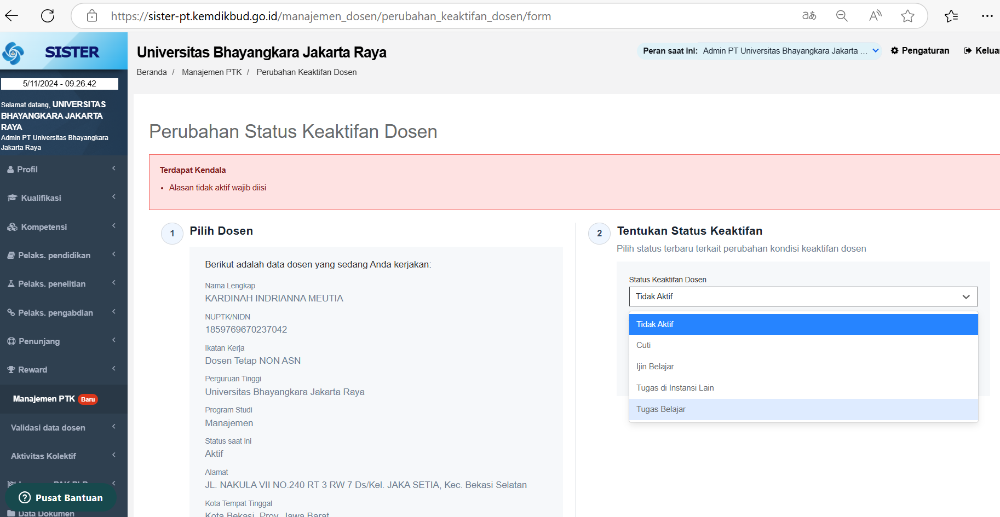 https://sister-pt.kemdikbud.go.id/manajemen_dosen/perubahan_keaktifan_dosen/form
aあ
SISTER
5/11/2024 - 09.26.42
Selamat datang, UNIVERSITAS
BHAYANGKARA JAKARTA
RAYA
Admin PT Universitas Bhayangkara
Jakarta Raya
Profil
Kualifikasi
Kompetensi
Pelaks. pendidikan
Pelaks. penelitian
Pelaks. pengabdian
Penunjang
Reward
Manajemen PTK Baru
Validasi data dosen
Aktivitas Kolektif
Pusat Bantuan
Data Dokumen
Universitas Bhayangkara Jakarta Raya
Beranda / Manajemen PTK / Perubahan Keaktifan Dosen
Peran saat ini: Admin PT Universitas Bhayangkara Jakarta ...
Pengaturan
Kelua
Perubahan Status Keaktifan Dosen
Terdapat Kendala
• Alasan tidak aktif wajib diisi
1 Pilih Dosen
Berikut adalah data dosen yang sedang Anda kerjakan:
Nama Lengkap
KARDINAH INDRIANNA MEUTIA
NUPTK/NIDN
1859769670237042
Ikatan Kerja
Dosen Tetap NON ASN
Perguruan Tinggi
Universitas Bhayangkara Jakarta Raya
Program Studi
Manajemen
Status saat ini
Aktif
Alamat
JL. NAKULA VII NO.240 RT 3 RW 7 Ds/Kel. JAKA SETIA, Kec. Bekasi Selatan
Kota Tempat Tinggal
Kota Bekasi, Prov. Jawa Barat
2 Tentukan Status Keaktifan
Pilih status terbaru terkait perubahan kondisi keaktifan dosen
Status Keaktifan Dosen
Tidak Aktif
Tidak Aktif
Cuti
Ijin Belajar
Tugas di Instansi Lain
Tugas Belajar